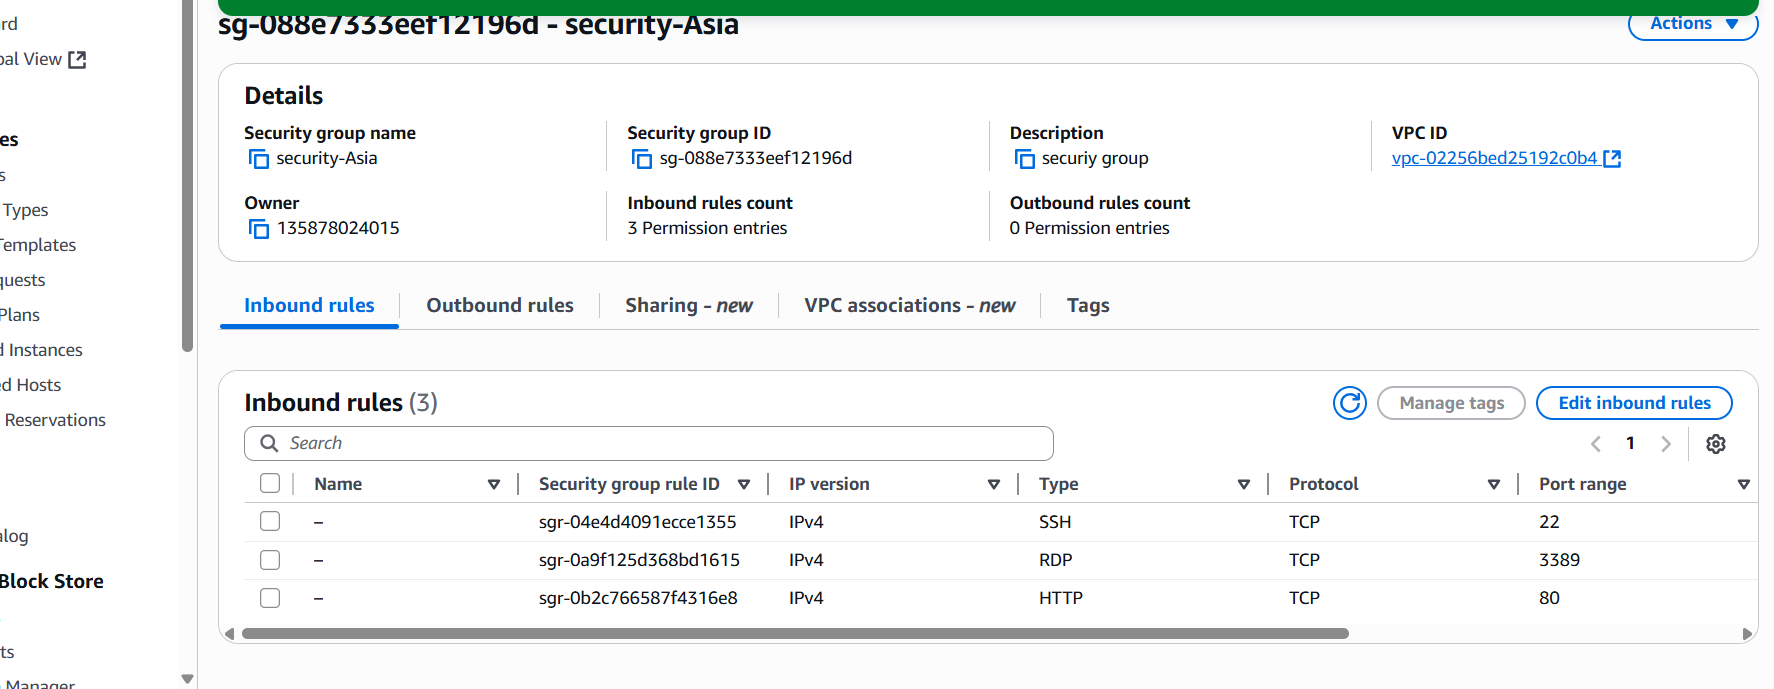 rd
sg-088e7333eef12196d - security-Asia
Actions
bal View
Details
Security group name
Security group ID
Description
VPC ID
security-Asia
sg-088e7333eef12196d
securiy group
vpc-02256bed25192c0b4
Owner
Inbound rules count
Outbound rules count
135878024015
3 Permission entries
0 Permission entries
es
s
Types
Templates
quests
Plans
d Instances
ed Hosts
Reservations
alog
Block Store
ts
Manager
Inbound rules
Outbound rules
Sharing - new
VPC associations - new
Tags
Inbound rules (3)
Manage tags
Edit inbound rules
Search
1
Name Security group rule ID IP version Type Protocol Port range
– sgr-04e4d4091ecce1355 IPv4 SSH TCP 22
– sgr-0a9f125d368bd1615 IPv4 RDP TCP 3389
– sgr-0b2c766587f4316e8 IPv4 HTTP TCP 80